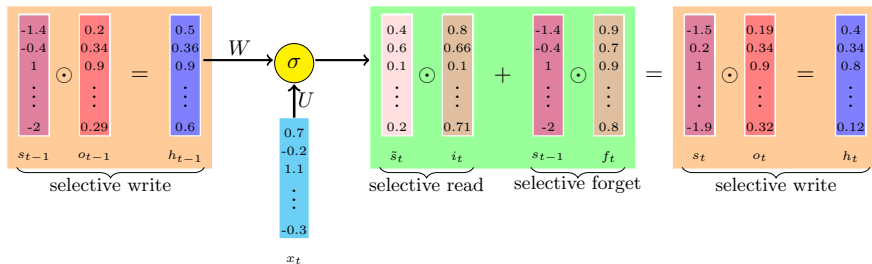 -1.4 0.2 0.5 W σ 0.4 0.8 -1.4 0.9 -1.5 0.19 0.4
-0.4 0.34 0.36 0.6 0.66 -0.4 0.7 0.2 0.34 0.34
1 ⊙ 0.9 = 0.9 0.1 ⊙ 0.1 + 1 ⊙ 0.9 = 1 ⊙ 0.9 = 0.8
⋮ ⋮ ⋮ ⋮ ⋮ ⋮ ⋮ ⋮ ⋮ ⋮
-2 0.29 0.6 0.2 0.71 -2 0.8 -1.9 0.32 0.12
U
0.7
-0.2
1.1
⋮
-0.3
x_t
s_{t-1} o_{t-1} h_{t-1} s̃_t i_t s_{t-1} f_t s_t o_t h_t
selective write selective read selective forget selective write